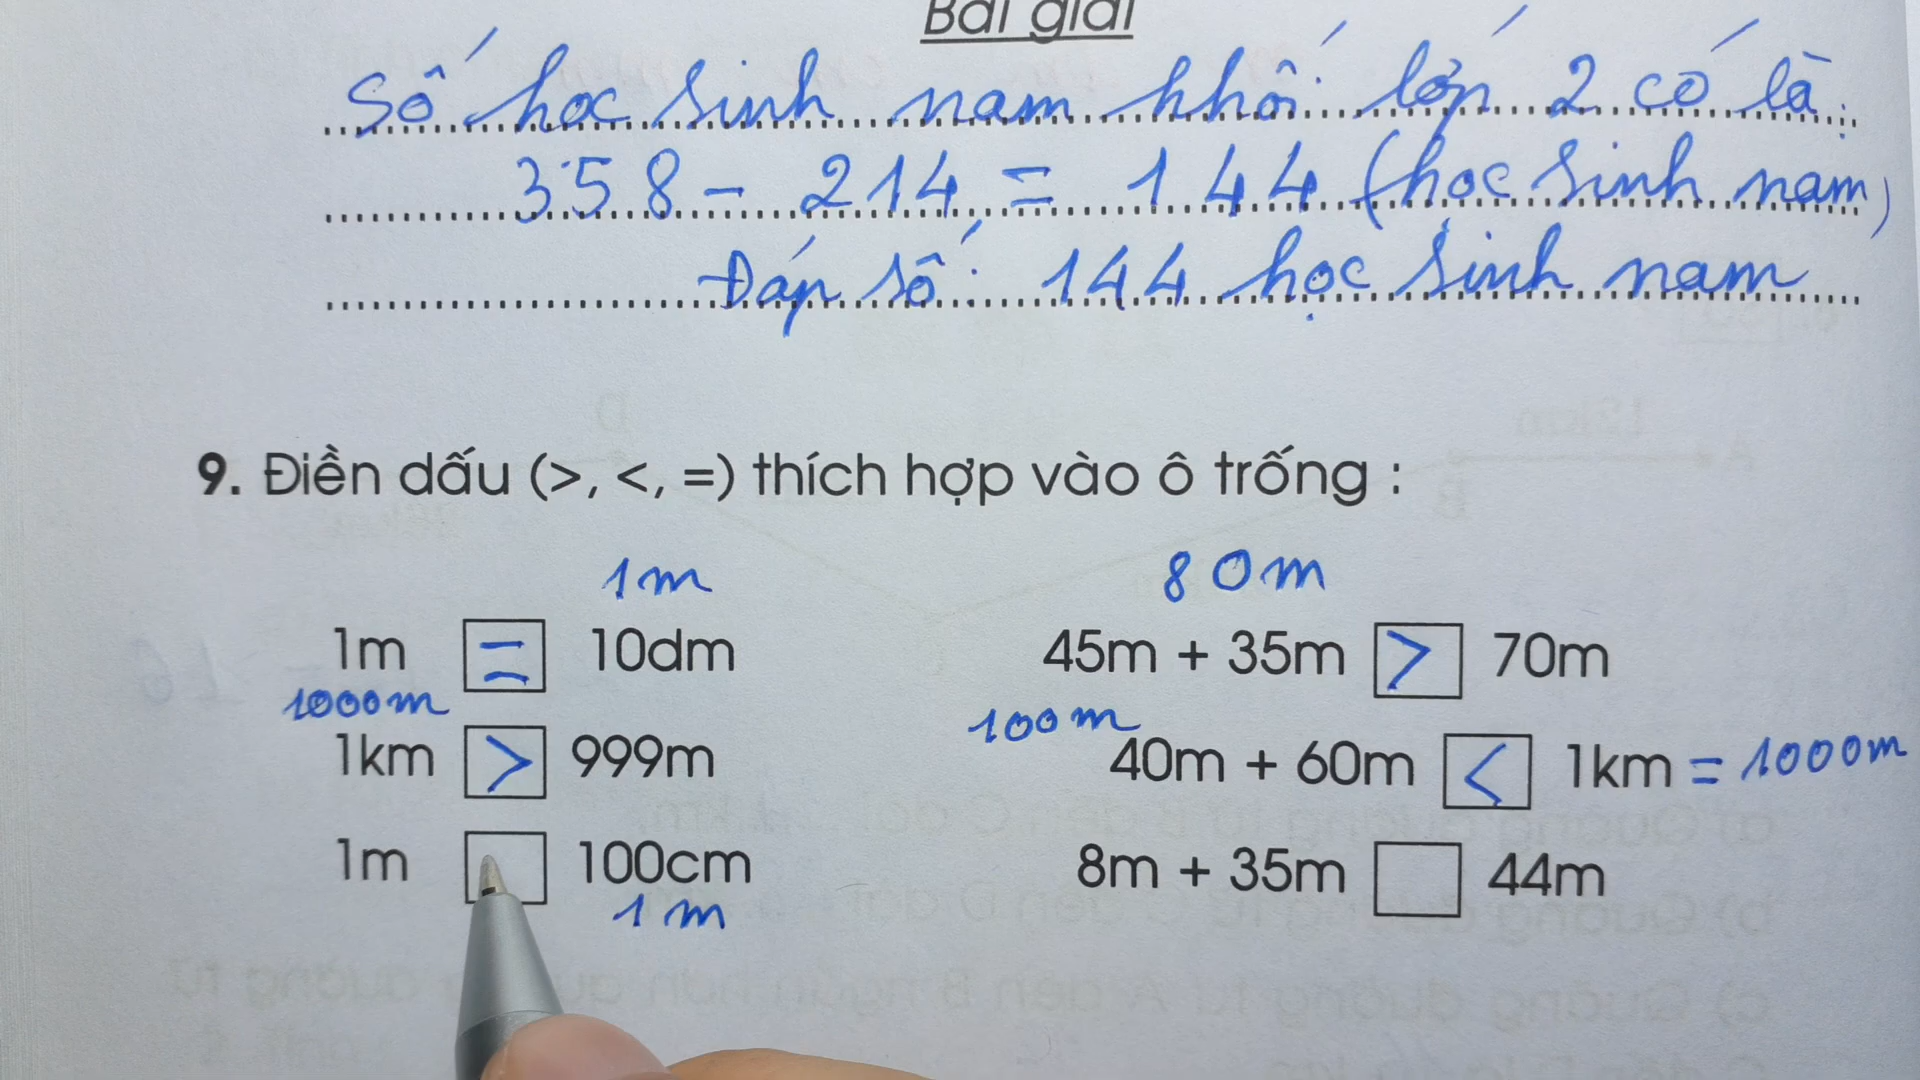 Bài giải
Số học sinh nam khối lớp 2 có là:
358 - 214 = 144 (học sinh nam)
Đáp số: 144 học sinh nam
9. Điền dấu (>, <, =) thích hợp vào ô trống :
1m 80m
1m = 10dm 45m + 35m > 70m
1000m 100m
1km > 999m 40m + 60m < 1km = 1000m
1m 100cm 8m + 35m 44m
1m